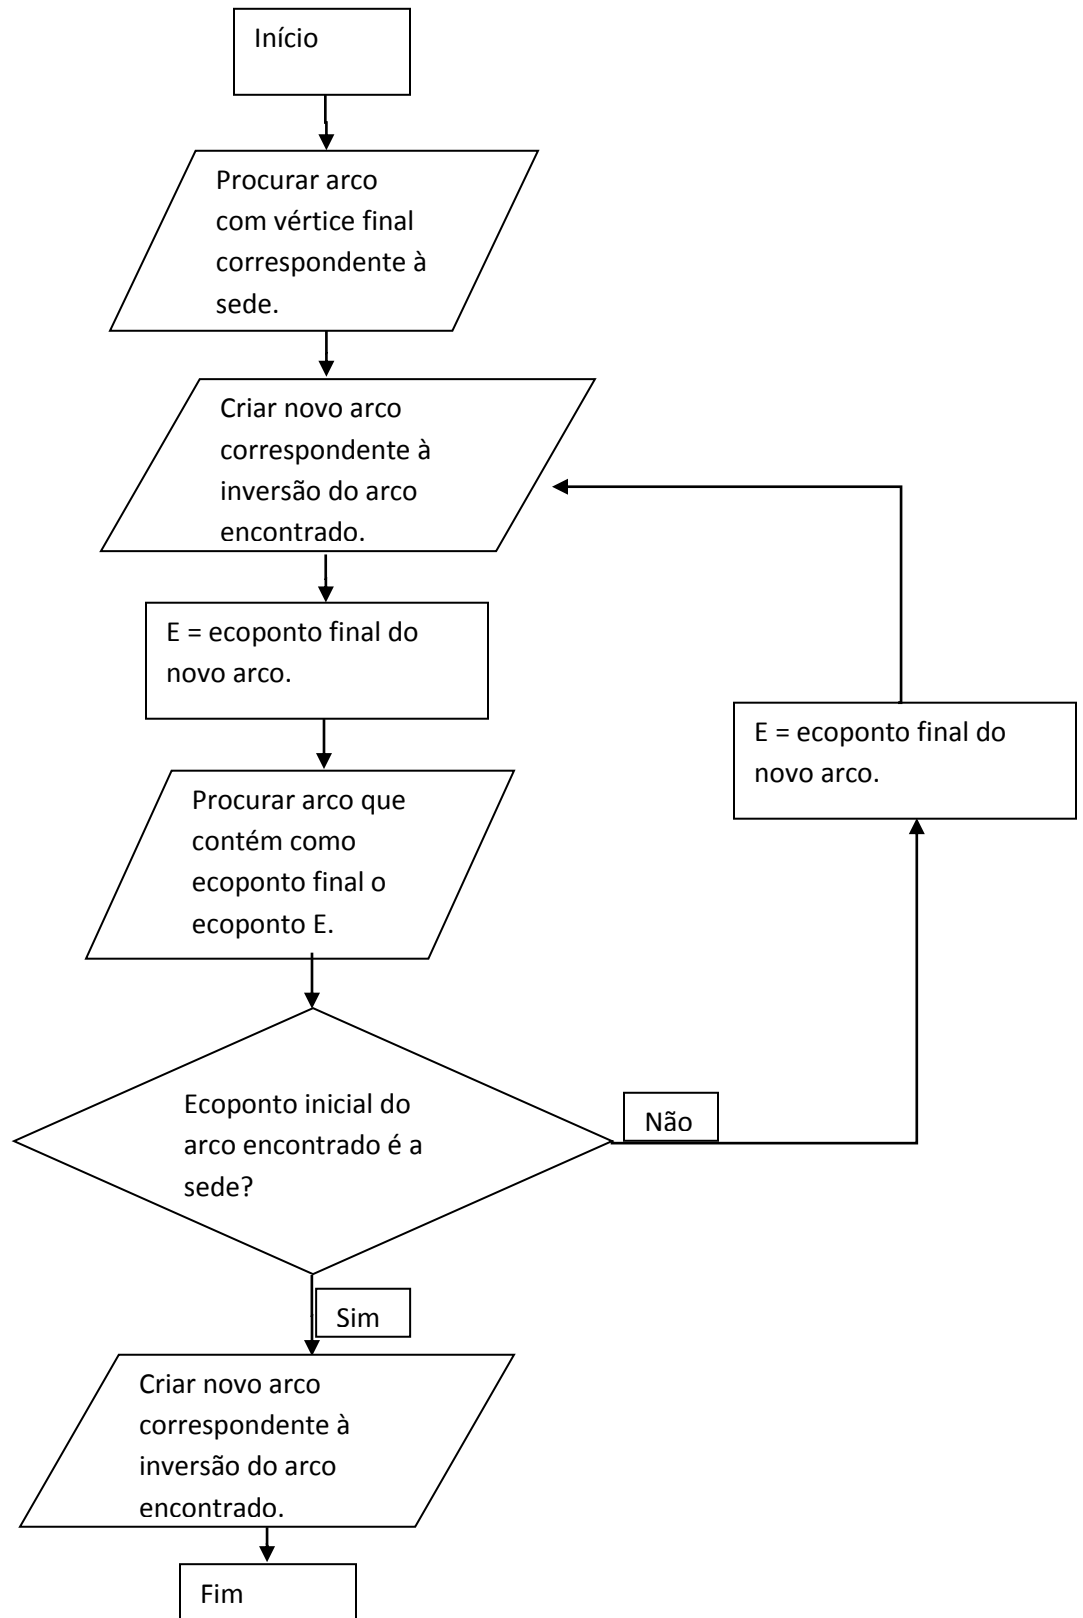 Início
Procurar arco
com vértice final
correspondente à
sede.
Criar novo arco
correspondente à
inversão do arco
encontrado.
E = ecoponto final do
novo arco.
E = ecoponto final do
novo arco.
Procurar arco que
contém como
ecoponto final o
ecoponto E.
Ecoponto inicial do
arco encontrado é a
sede?
Não
Sim
Criar novo arco
correspondente à
inversão do arco
encontrado.
Fim